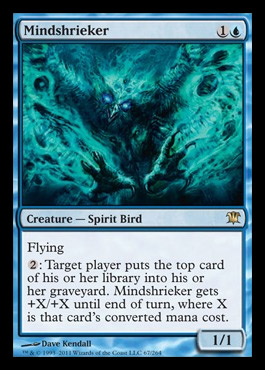 Mindshrieker 1
Creature — Spirit Bird
Flying
2: Target player puts the top card
of his or her library into his or
her graveyard. Mindshrieker gets
+X/+X until end of turn, where X
is that card's converted mana cost.
Dave Kendall
1/1
™ & © 1993–2011 Wizards of the Coast LLC 67/264